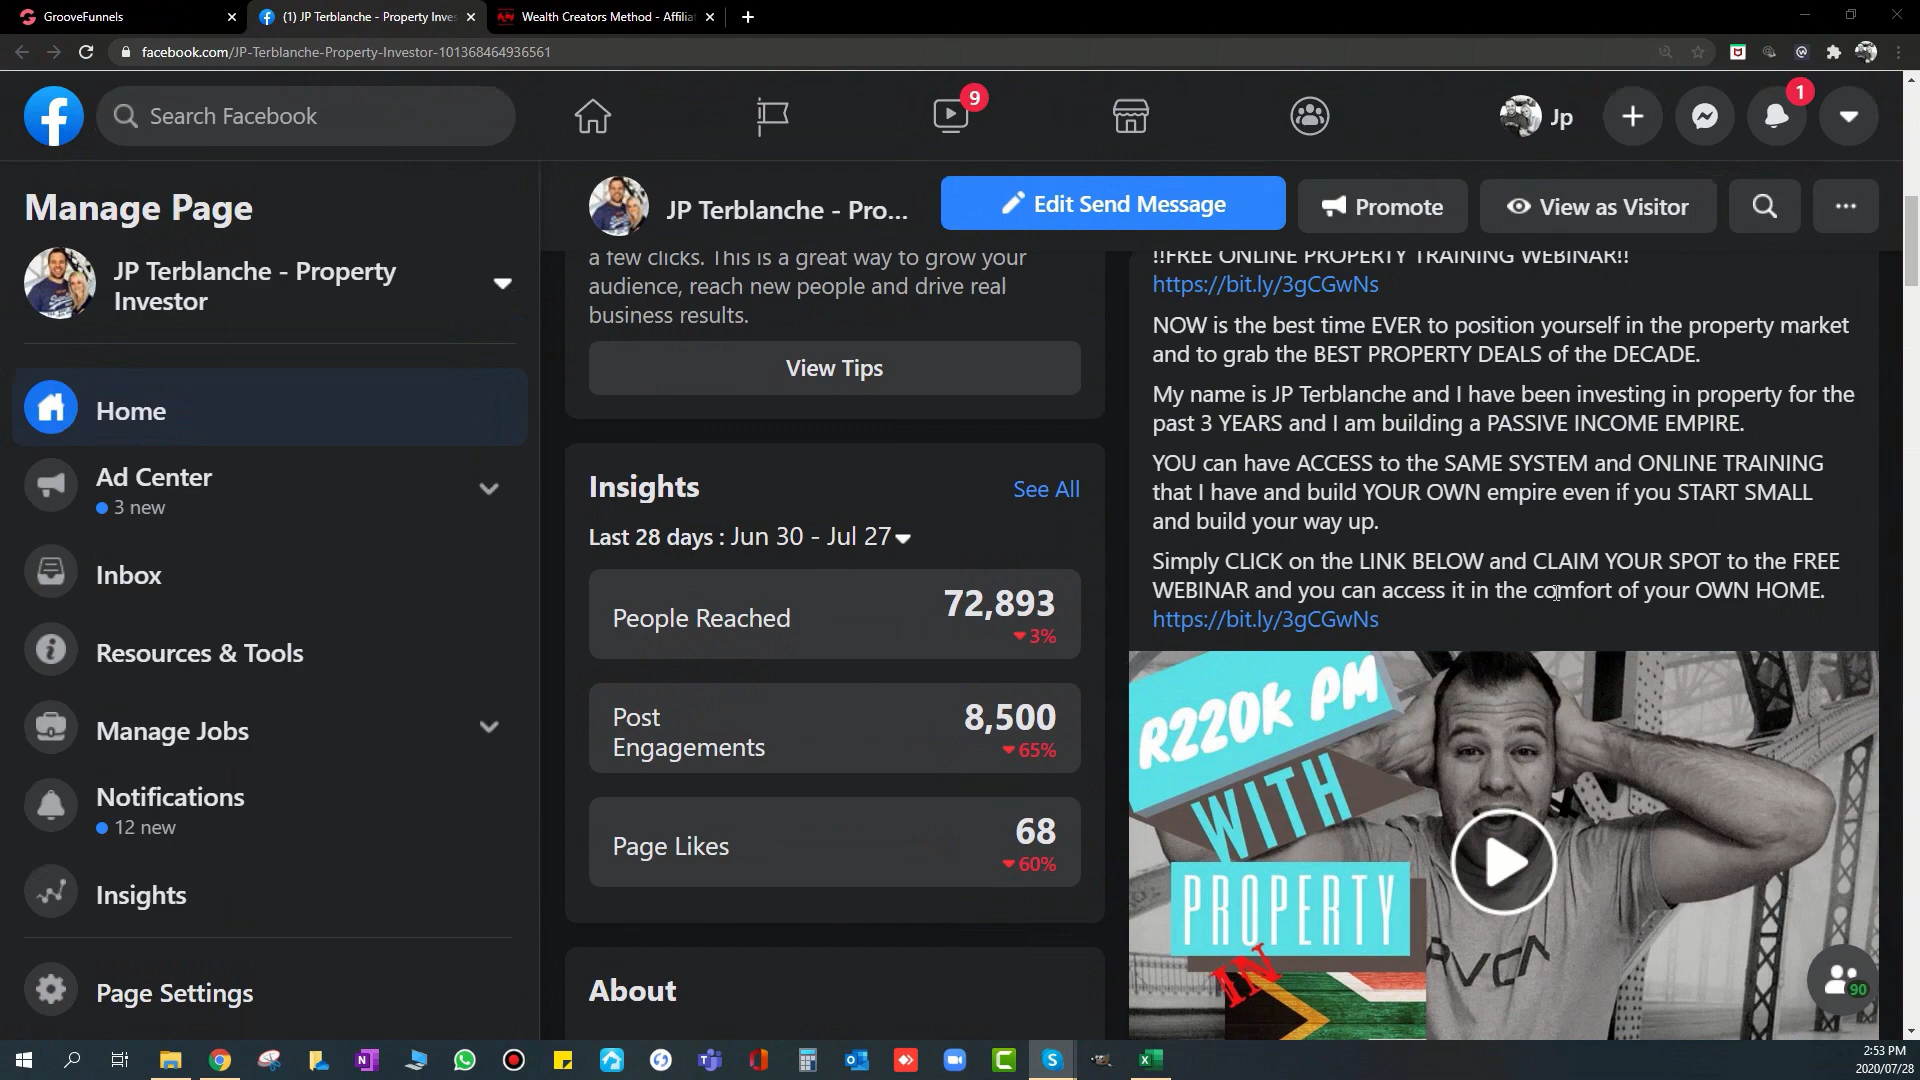 GrooveFunnels
(1) JP Terblanche - Property Inves
Wealth Creators Method - Affilia
facebook.com/JP-Terblanche-Property-Investor-101368464936561
Search Facebook
9
Jp
1
Manage Page
JP Terblanche - Property
Investor
Home
Ad Center
3 new
Inbox
Resources & Tools
Manage Jobs
Notifications
12 new
Insights
Page Settings
JP Terblanche - Pro...
Edit Send Message
Promote
View as Visitor
a few clicks. This is a great way to grow your
audience, reach new people and drive real
business results.
View Tips
Insights
See All
Last 28 days : Jun 30 - Jul 27
People Reached
72,893
3%
Post
Engagements
8,500
65%
Page Likes
68
60%
About
!!FREE ONLINE PROPERTY TRAINING WEBINAR!!
https://bit.ly/3gCGwNs
NOW is the best time EVER to position yourself in the property market
and to grab the BEST PROPERTY DEALS of the DECADE.
My name is JP Terblanche and I have been investing in property for the
past 3 YEARS and I am building a PASSIVE INCOME EMPIRE.
YOU can have ACCESS to the SAME SYSTEM and ONLINE TRAINING
that I have and build YOUR OWN empire even if you START SMALL
and build your way up.
Simply CLICK on the LINK BELOW and CLAIM YOUR SPOT to the FREE
WEBINAR and you can access it in the comfort of your OWN HOME.
https://bit.ly/3gCGwNs
R220K PM
WITH
PROPERTY
IN
RVCA
90
2:53 PM
2020/07/28